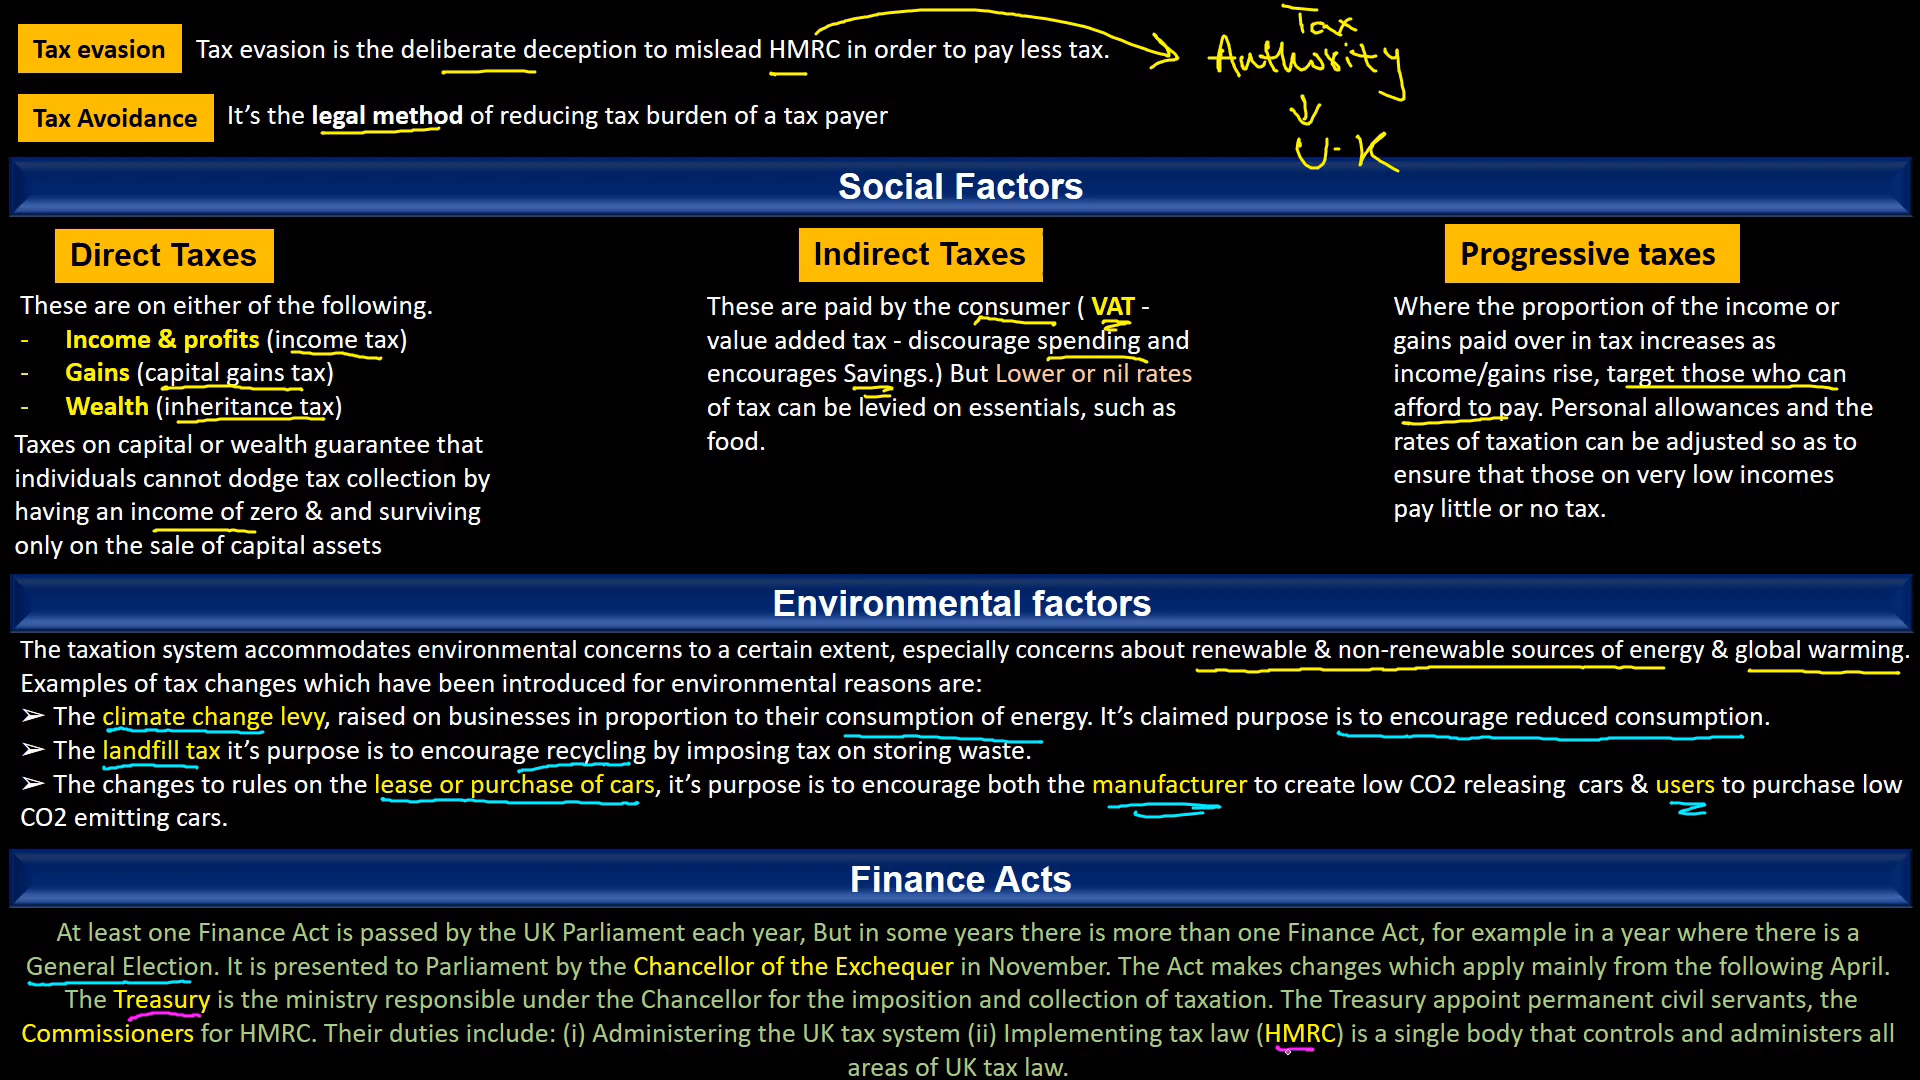 Tax evasion Tax evasion is the deliberate deception to mislead HMRC in order to pay less tax.
Tax
Authority
U.K
Tax Avoidance It's the legal method of reducing tax burden of a tax payer
Social Factors
Direct Taxes
These are on either of the following.
- Income & profits (income tax)
- Gains (capital gains tax)
- Wealth (inheritance tax)
Taxes on capital or wealth guarantee that
individuals cannot dodge tax collection by
having an income of zero & and surviving
only on the sale of capital assets
Indirect Taxes
These are paid by the consumer ( VAT -
value added tax - discourage spending and
encourages Savings.) But Lower or nil rates
of tax can be levied on essentials, such as
food.
Progressive taxes
Where the proportion of the income or
gains paid over in tax increases as
income/gains rise, target those who can
afford to pay. Personal allowances and the
rates of taxation can be adjusted so as to
ensure that those on very low incomes
pay little or no tax.
Environmental factors
The taxation system accommodates environmental concerns to a certain extent, especially concerns about renewable & non-renewable sources of energy & global warming.
Examples of tax changes which have been introduced for environmental reasons are:
➢ The climate change levy, raised on businesses in proportion to their consumption of energy. It's claimed purpose is to encourage reduced consumption.
➢ The landfill tax it's purpose is to encourage recycling by imposing tax on storing waste.
➢ The changes to rules on the lease or purchase of cars, it's purpose is to encourage both the manufacturer to create low CO2 releasing cars & users to purchase low
CO2 emitting cars.
Finance Acts
At least one Finance Act is passed by the UK Parliament each year, But in some years there is more than one Finance Act, for example in a year where there is a
General Election. It is presented to Parliament by the Chancellor of the Exchequer in November. The Act makes changes which apply mainly from the following April.
The Treasury is the ministry responsible under the Chancellor for the imposition and collection of taxation. The Treasury appoint permanent civil servants, the
Commissioners for HMRC. Their duties include: (i) Administering the UK tax system (ii) Implementing tax law (HMRC) is a single body that controls and administers all
areas of UK tax law.